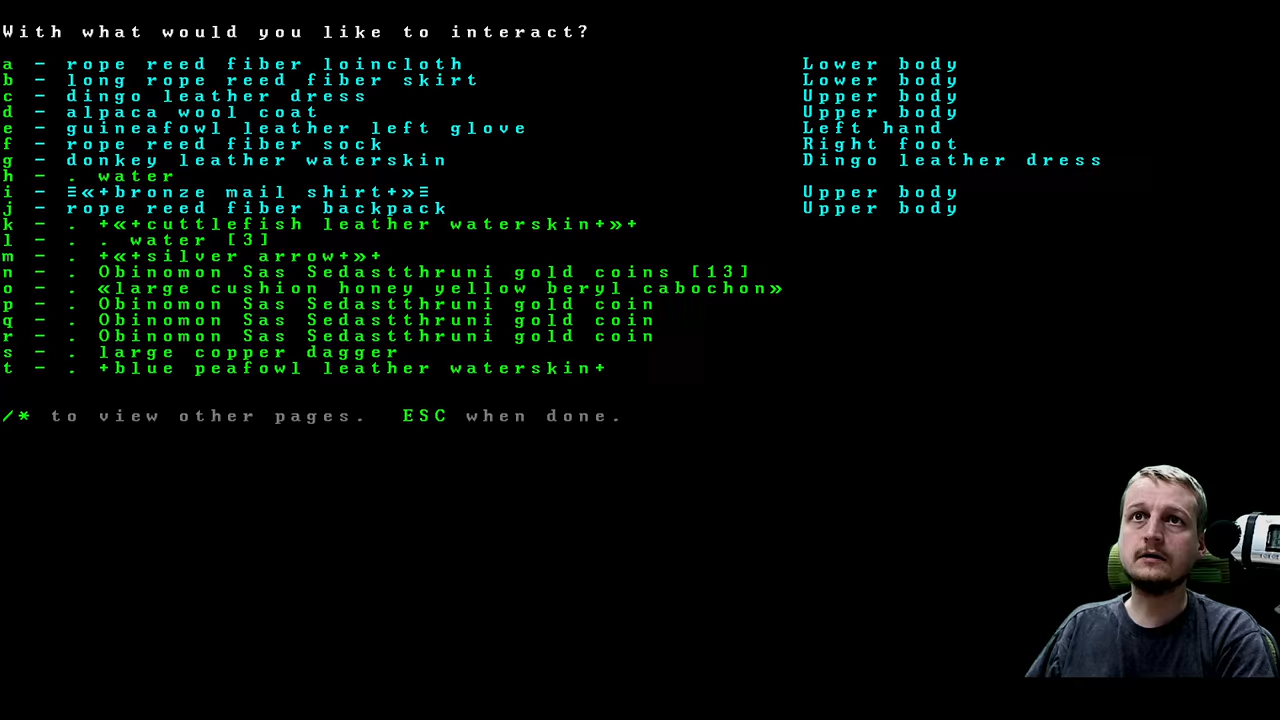 With what would you like to interact?
a - rope reed fiber loincloth Lower body
b - long rope reed fiber skirt Lower body
c - dingo leather dress Upper body
d - alpaca wool coat Upper body
e - guineafowl leather left glove Left hand
f - rope reed fiber sock Right foot
g - donkey leather waterskin Dingo leather dress
h - . water
i - ≡«+bronze mail shirt+»≡ Upper body
j - rope reed fiber backpack Upper body
k - . +«+cuttlefish leather waterskin+»+
l - . . water [3]
m - . +«+silver arrow+»+
n - . Obinomon Sas Sedastthruni gold coins [13]
o - . «large cushion honey yellow beryl cabochon»
p - . Obinomon Sas Sedastthruni gold coin
q - . Obinomon Sas Sedastthruni gold coin
r - . Obinomon Sas Sedastthruni gold coin
s - . large copper dagger
t - . +blue peafowl leather waterskin+
/* to view other pages. ESC when done.